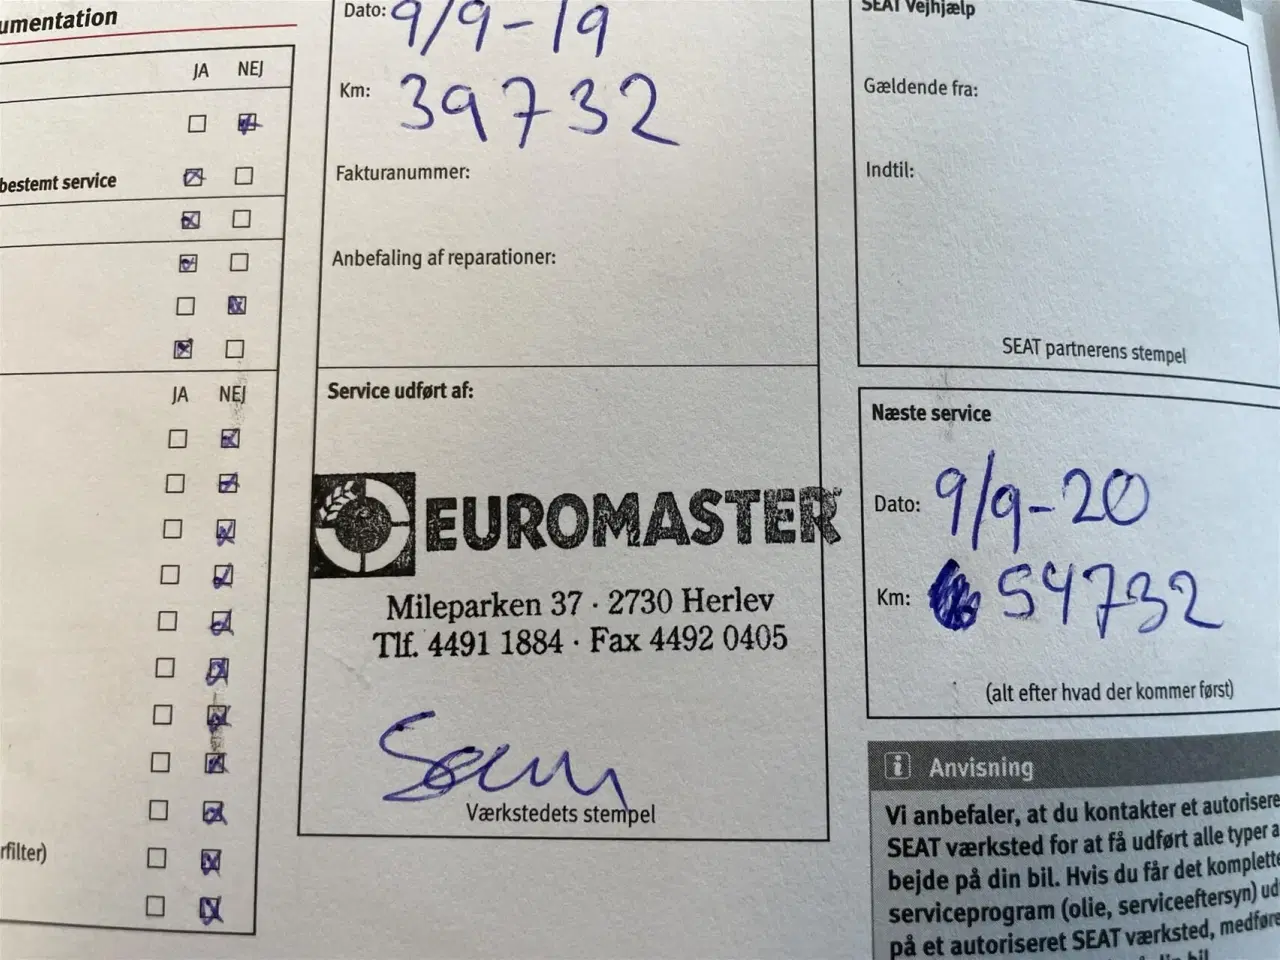 umentation
JA NEJ
bestemt service
JA NEJ
rfilter)
Dato: 9/9-19
Km: 39732
Fakturanummer:
Anbefaling af reparationer:
Service udført af:
EUROMASTER
Mileparken 37 · 2730 Herlev
Tlf. 4491 1884 · Fax 4492 0405
Værkstedets stempel
SEAT Vejhjælp
Gældende fra:
Indtil:
SEAT partnerens stempel
Næste service
Dato: 9/9-20
Km: 54732
(alt efter hvad der kommer først)
i Anvisning
Vi anbefaler, at du kontakter et autorisere
SEAT værksted for at få udført alle typer a
bejde på din bil. Hvis du får det komplette
serviceprogram (olie, serviceeftersyn) ud
på et autoriseret SEAT værksted, medføre